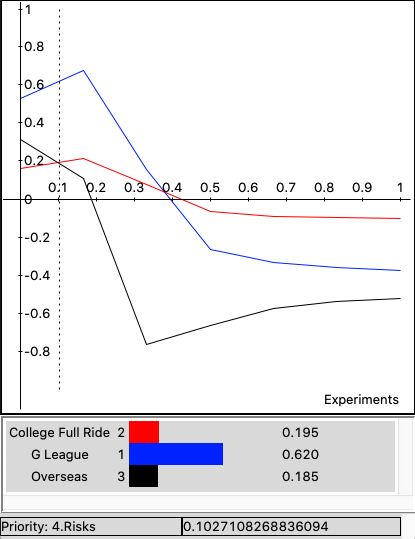 1
0.8
0.6
0.4
0.2
0.1 0.2 0.3 0.4 0.5 0.6 0.7 0.8 0.9 1
0
-0.2
-0.4
-0.6
-0.8
Experiments
College Full Ride 2 0.195
G League 1 0.620
Overseas 3 0.185
Priority: 4.Risks 0.1027108268836094